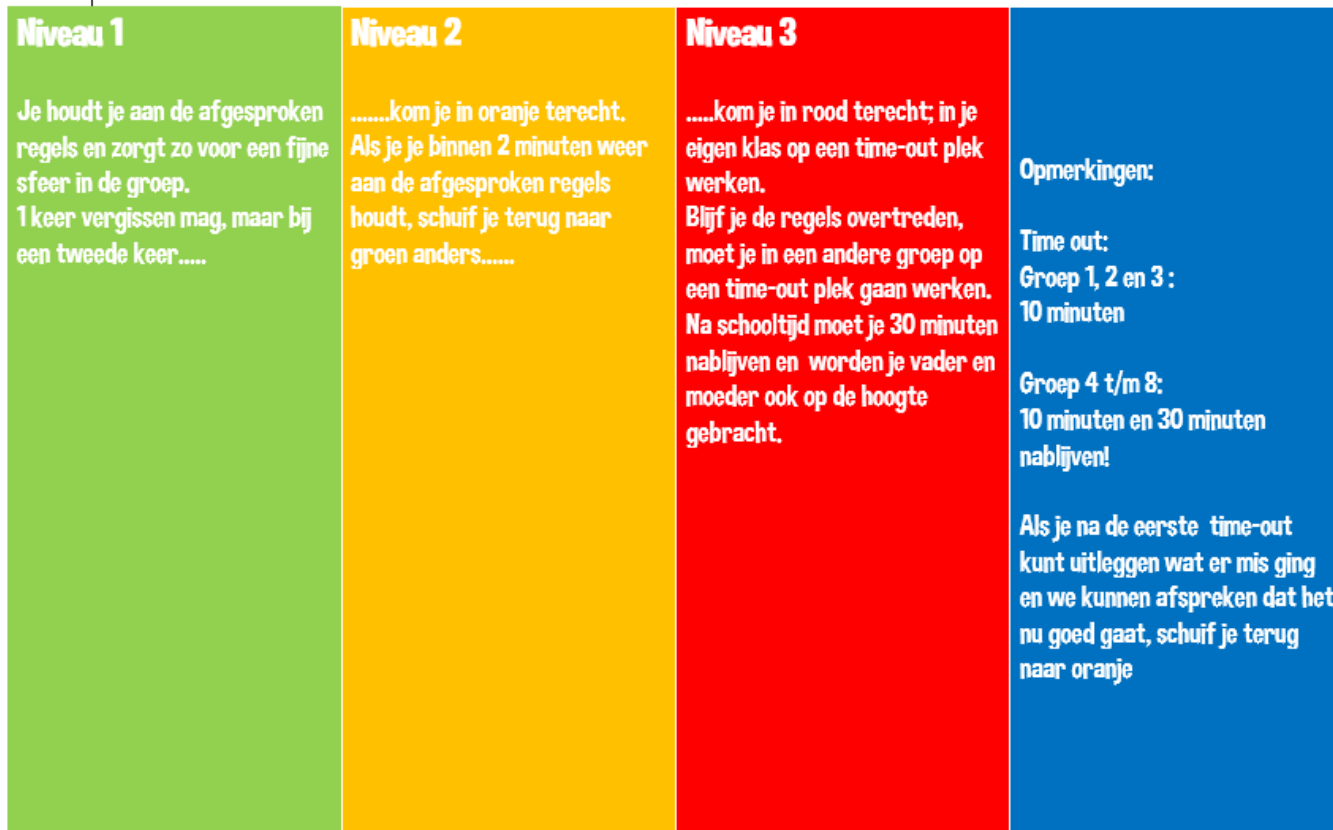 Niveau 1
Je houdt je aan de afgesproken
regels en zorgt zo voor een fijne
sfeer in de groep.
1 keer vergissen mag, maar bij
een tweede keer.....
Niveau 2
.......kom je in oranje terecht.
Als je je binnen 2 minuten weer
aan de afgesproken regels
houdt, schuif je terug naar
groen anders......
Niveau 3
.....kom je in rood terecht; in je
eigen klas op een time-out plek
werken.
Blijf je de regels overtreden,
moet je in een andere groep op
een time-out plek gaan werken.
Na schooltijd moet je 30 minuten
nablijven en worden je vader en
moeder ook op de hoogte
gebracht.
Opmerkingen:
Time out:
Groep 1, 2 en 3 :
10 minuten
Groep 4 t/m 8:
10 minuten en 30 minuten
nablijven!
Als je na de eerste time-out
kunt uitleggen wat er mis ging
en we kunnen afspreken dat het
nu goed gaat, schuif je terug
naar oranje